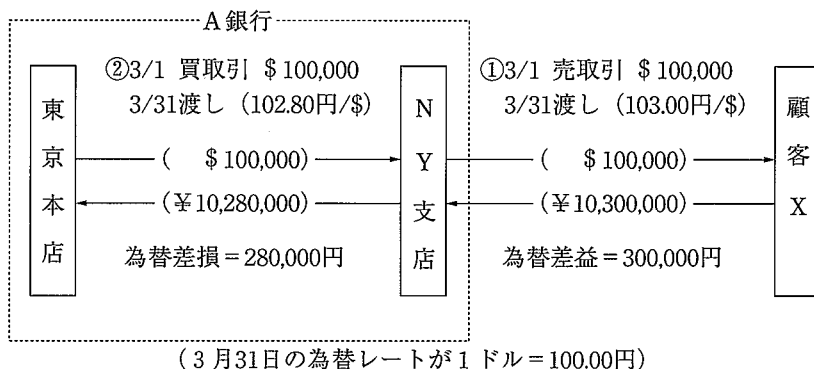 A銀行
②3/1 買取引 $100,000
3/31渡し (102.80円/$)
①3/1 売取引 $100,000
3/31渡し (103.00円/$)
東京本店
NY支店
顧客X
( $100,000)
( $100,000)
(¥10,280,000)
(¥10,300,000)
為替差損=280,000円
為替差益=300,000円
(3月31日の為替レートが1ドル=100.00円)